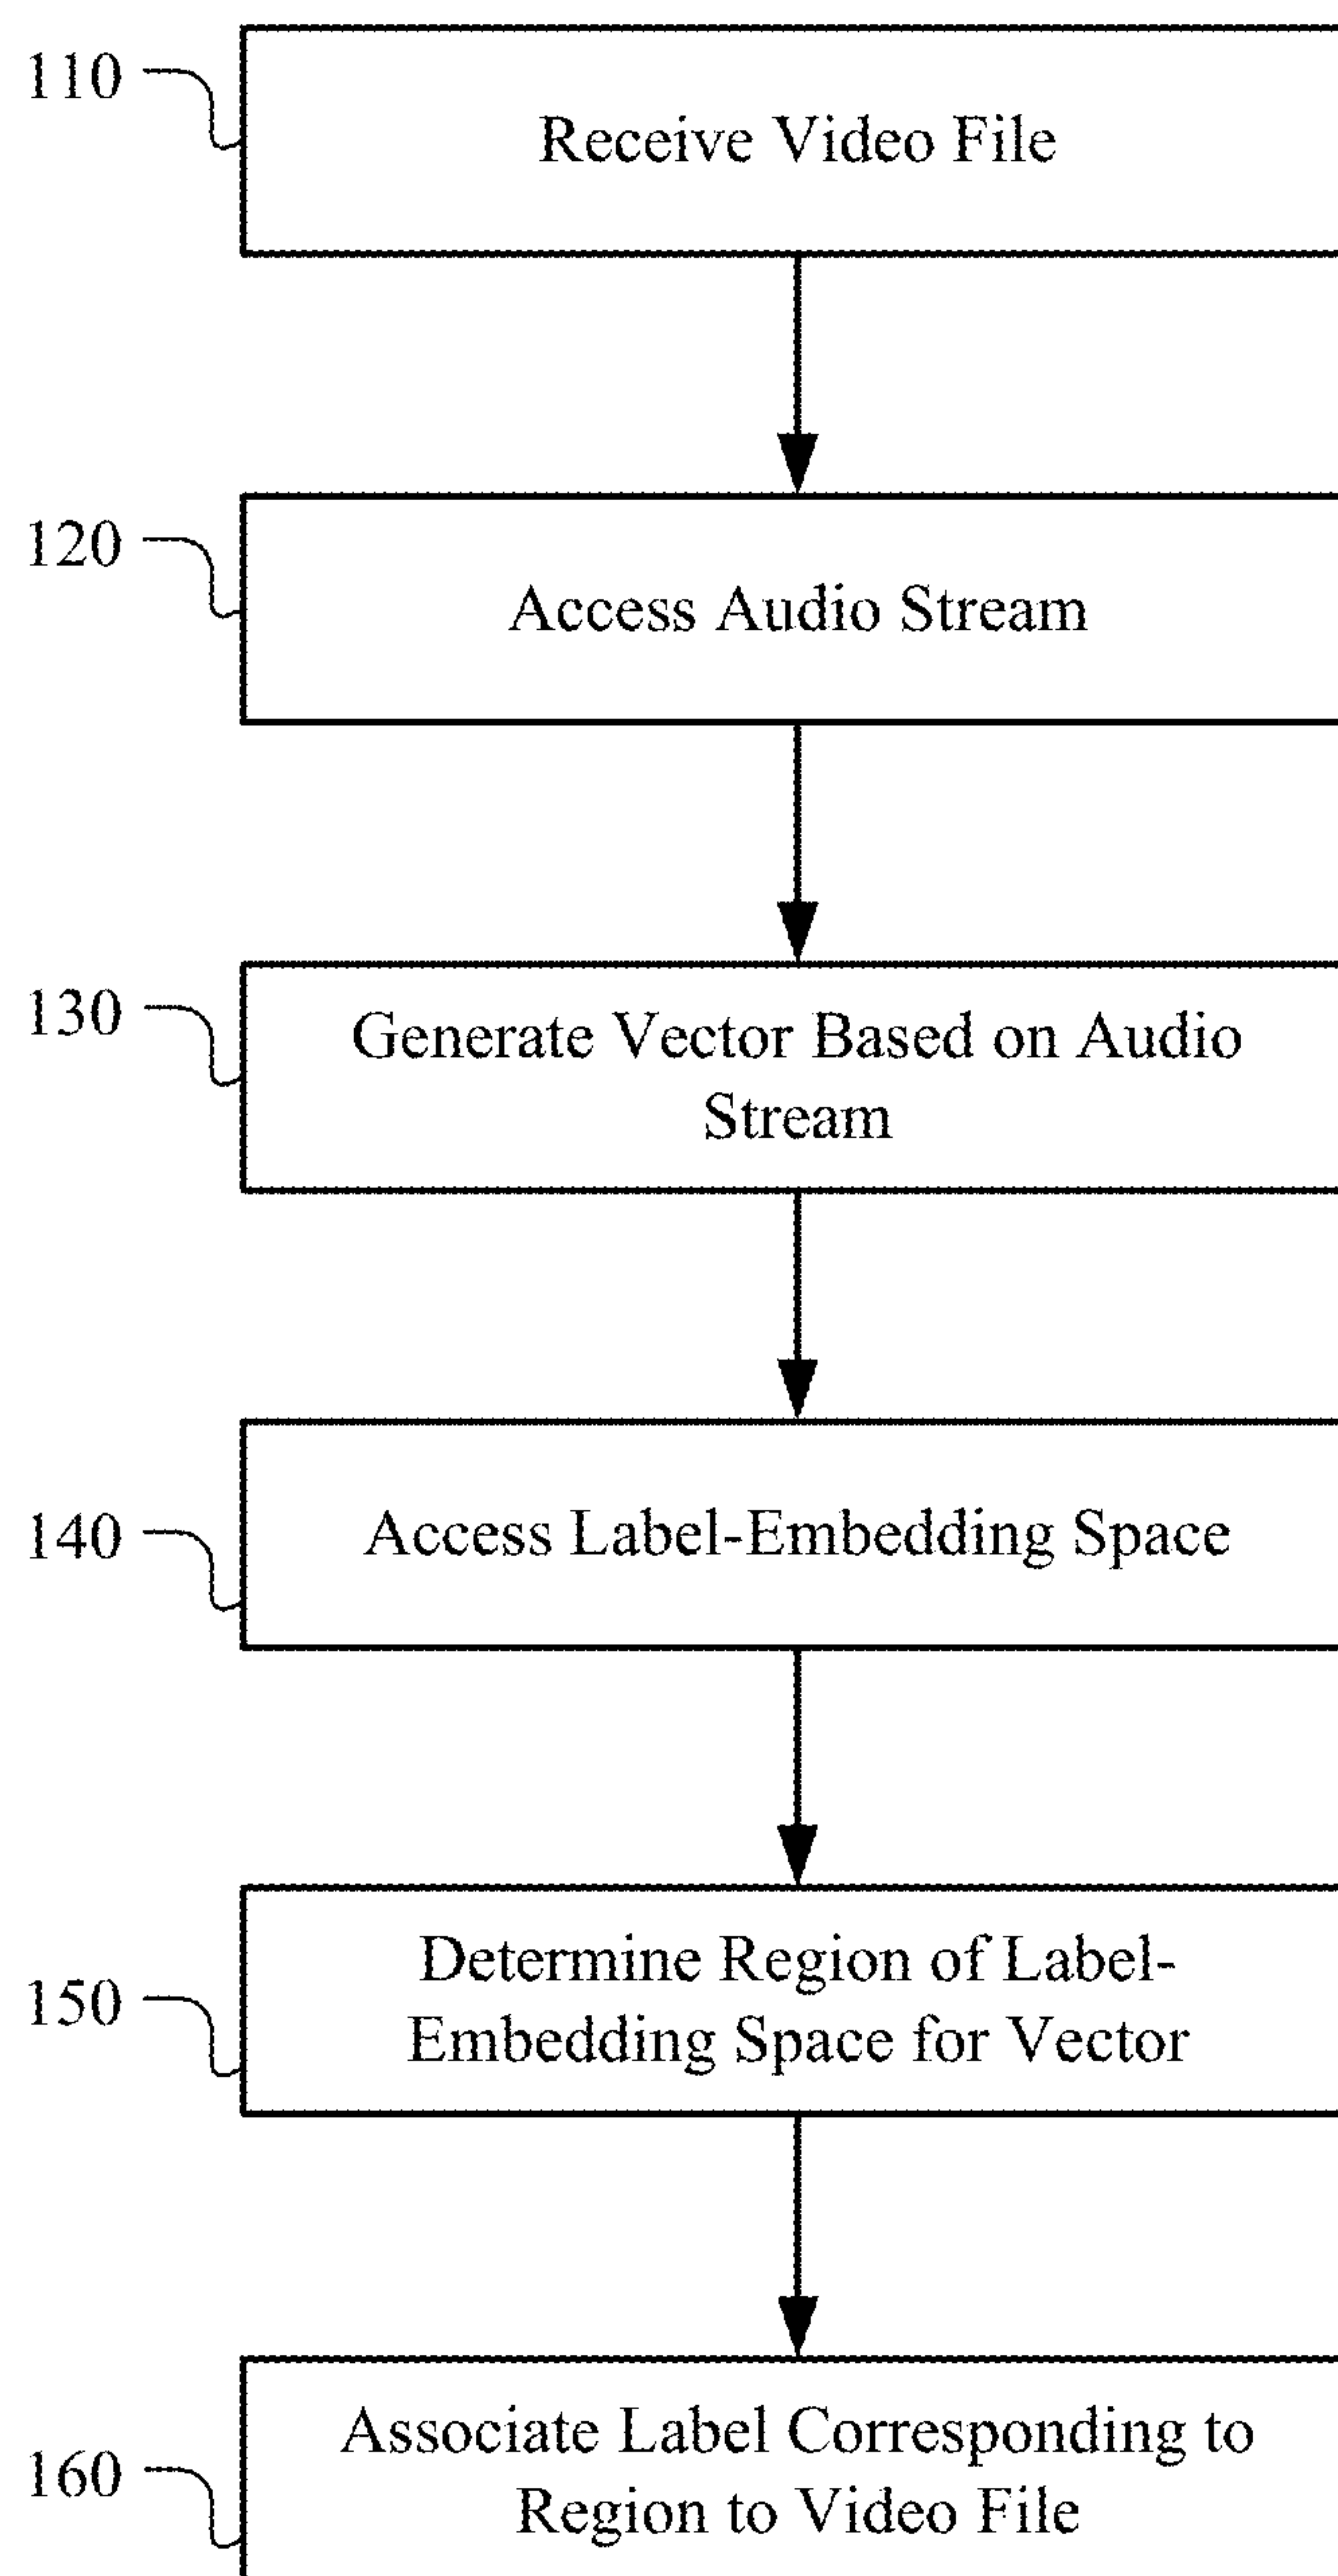 110
Receive Video File
120
Access Audio Stream
130
Generate Vector Based on Audio
Stream
140
Access Label-Embedding Space
150
Determine Region of Label-
Embedding Space for Vector
160
Associate Label Corresponding to
Region to Video File